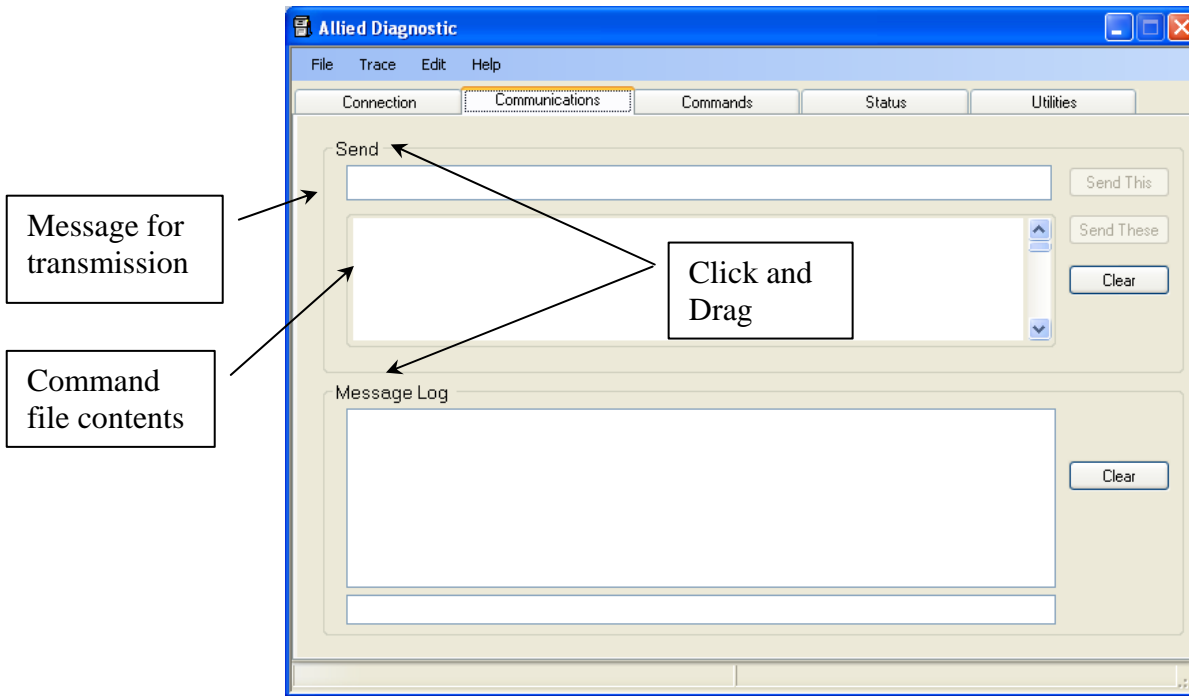 Allied Diagnostic
File Trace Edit Help
Connection Communications Commands Status Utilities
Send
Send This
Message for
transmission
Send These
Click and
Drag
Clear
Command
file contents
Message Log
Clear